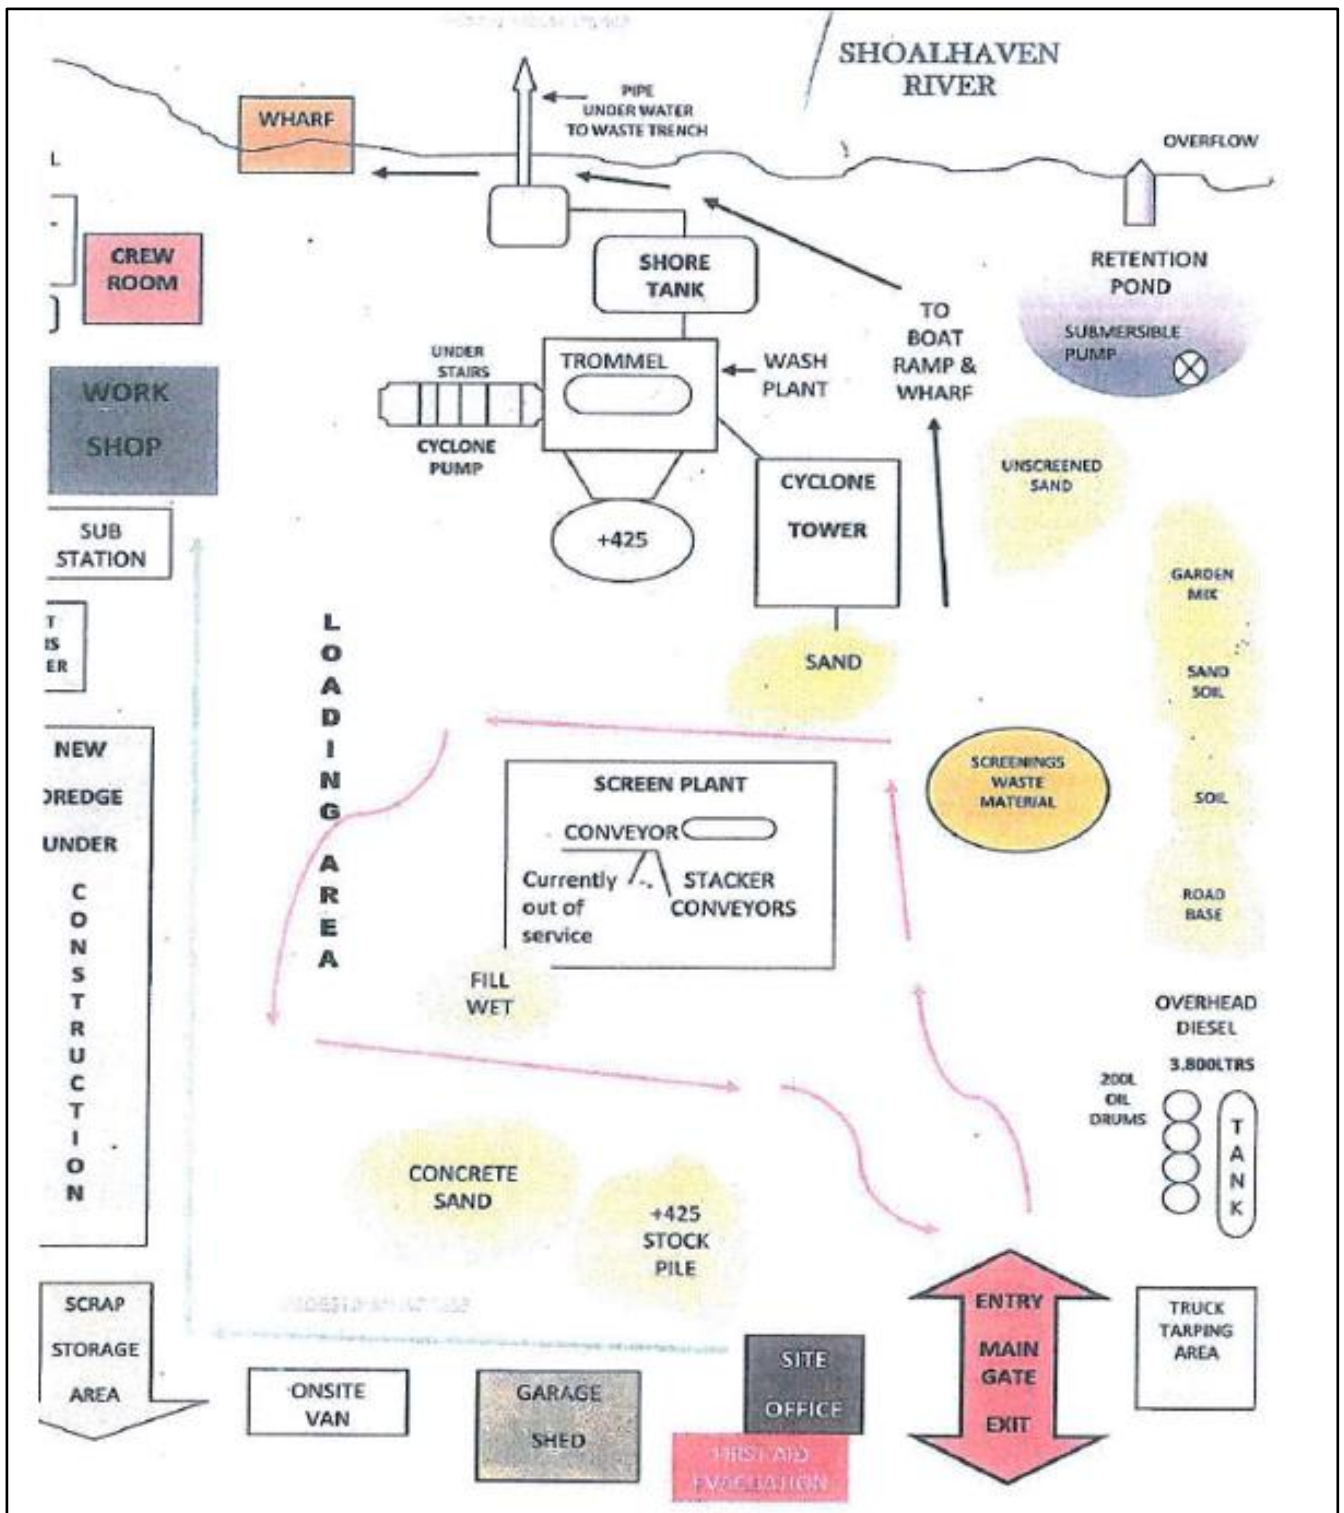 SHOALHAVEN
RIVER
PIPE
UNDER WATER
TO WASTE TRENCH
WHARF
OVERFLOW
L
CREW
ROOM
SHORE
TANK
RETENTION
POND
SUBMERSIBLE
PUMP
TO
BOAT
RAMP &
WHARF
UNDER
STAIRS
TROMMEL
WASH
PLANT
WORK
SHOP
CYCLONE
PUMP
CYCLONE
TOWER
UNSCREENED
SAND
+425
SUB
STATION
GARDEN
MIX
T
IS
ER
LOADING AREA
SAND
SAND
SOIL
NEW
DREDGE
UNDER
CONSTRUCTION
SCREEN PLANT
CONVEYOR
Currently
out of
service
STACKER
CONVEYORS
SCREENINGS
WASTE
MATERIAL
SOIL
ROAD
BASE
FILL
WET
OVERHEAD
DIESEL
3.800LTRS
200L
OIL
DRUMS
TANK
CONCRETE
SAND
+425
STOCK
PILE
SCRAP
STORAGE
AREA
ENTRY
MAIN
GATE
EXIT
TRUCK
TARPING
AREA
SITE
OFFICE
ONSITE
VAN
GARAGE
SHED
FIRST AID
EVACUATION